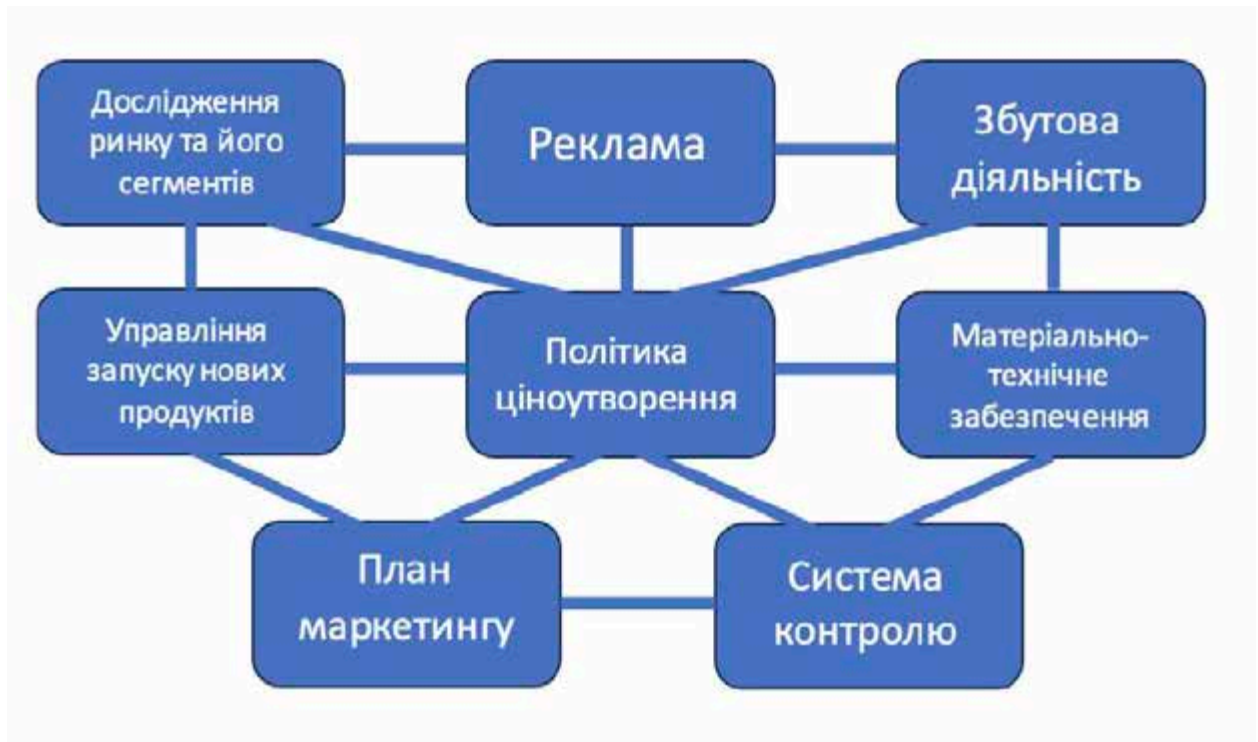 Дослідження
ринку та його
сегментів
Реклама
Збутова
діяльність
Управління
запуску нових
продуктів
Політика
ціноутворення
Матеріально-
технічне
забезпечення
План
маркетингу
Система
контролю